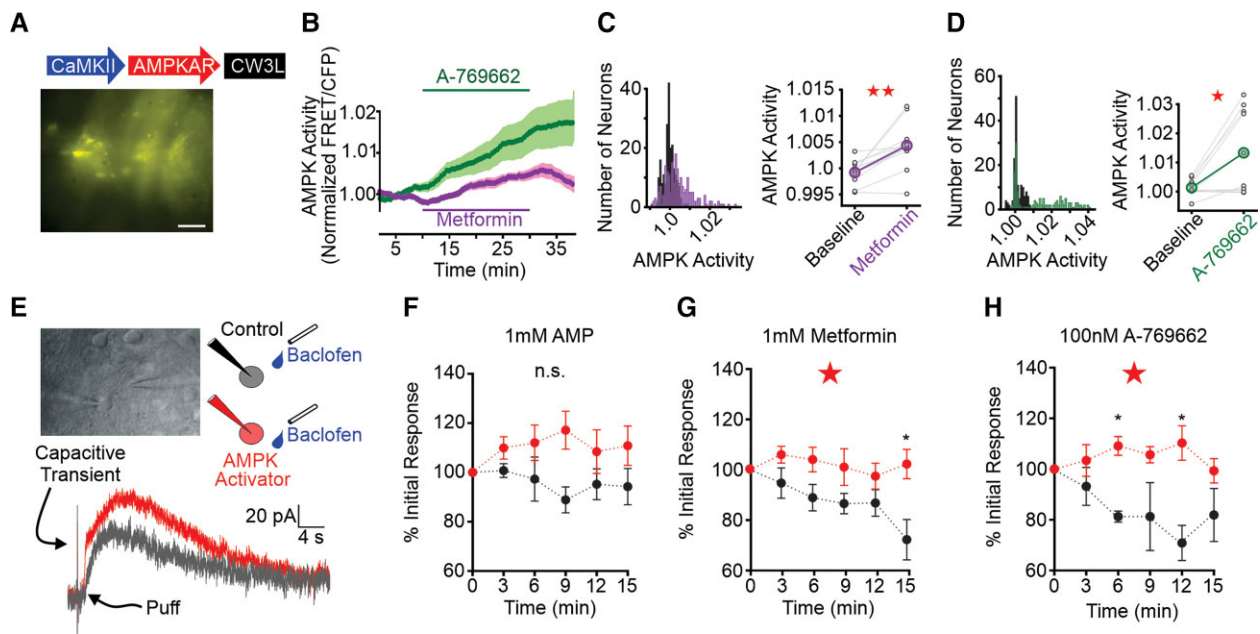 A
CaMKII AMPKAR CW3L
B
A-769662
AMPK Activity
(Normalized FRET/CFP)
1.02
1.01
1.00
Metformin
5 15 25 35
Time (min)
C
Number of Neurons
40
20
0
1.0 1.02
AMPK Activity
AMPK Activity
1.015
1.01
1.005
1.0
0.995
Baseline
Metformin
D
Number of Neurons
60
40
20
0
1.00 1.02 1.04
AMPK Activity
AMPK Activity
1.03
1.02
1.01
1.00
Baseline
A-769662
E
Control
Baclofen
Baclofen
AMPK
Activator
Capacitive
Transient
20 pA
4 s
Puff
F
1mM AMP
n.s.
% Initial Response
140
120
100
80
60
0 3 6 9 12 15
Time (min)
G
1mM Metformin
*
% Initial Response
140
120
100
80
60
0 3 6 9 12 15
Time (min)
H
100nM A-769662
* *
% Initial Response
140
120
100
80
60
0 3 6 9 12 15
Time (min)